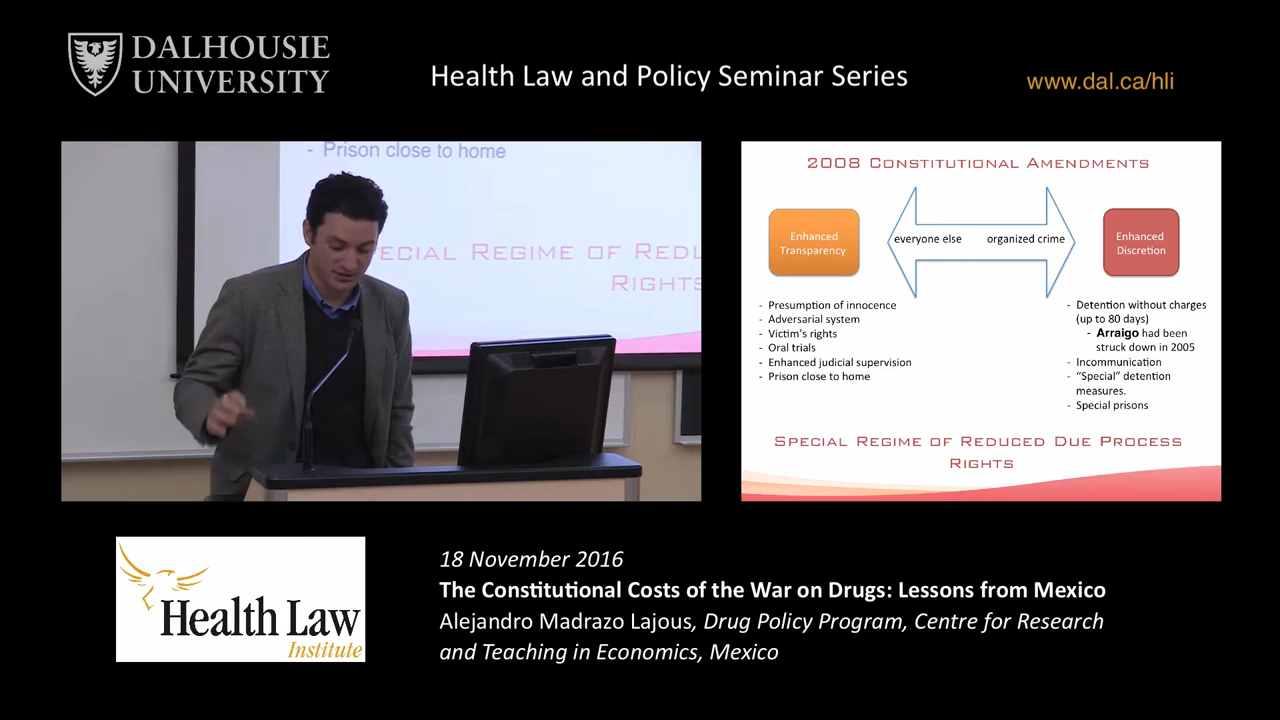 DALHOUSIE
UNIVERSITY
Health Law and Policy Seminar Series
www.dal.ca/hli
- Prison close to home
SPECIAL REGIME OF REDU
RIGHTS
2008 CONSTITUTIONAL AMENDMENTS
Enhanced
Transparency
everyone else
organized crime
Enhanced
Discretion
- Presumption of innocence
- Adversarial system
- Victim's rights
- Oral trials
- Enhanced judicial supervision
- Prison close to home
- Detention without charges
(up to 80 days)
- Arraigo had been
struck down in 2005
- Incommunication
- “Special” detention
measures.
- Special prisons
SPECIAL REGIME OF REDUCED DUE PROCESS
RIGHTS
Health Law
Institute
18 November 2016
The Constitutional Costs of the War on Drugs: Lessons from Mexico
Alejandro Madrazo Lajous, Drug Policy Program, Centre for Research
and Teaching in Economics, Mexico